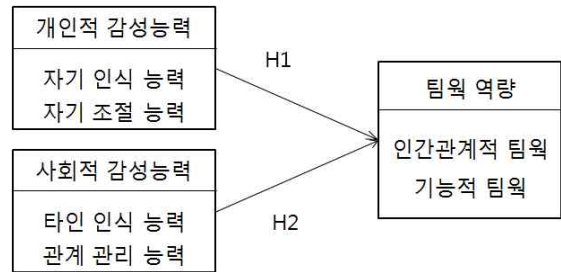 개인적 감성능력
자기 인식 능력
자기 조절 능력
H1
팀웍 역량
인간관계적 팀웍
기능적 팀웍
사회적 감성능력
타인 인식 능력
관계 관리 능력
H2